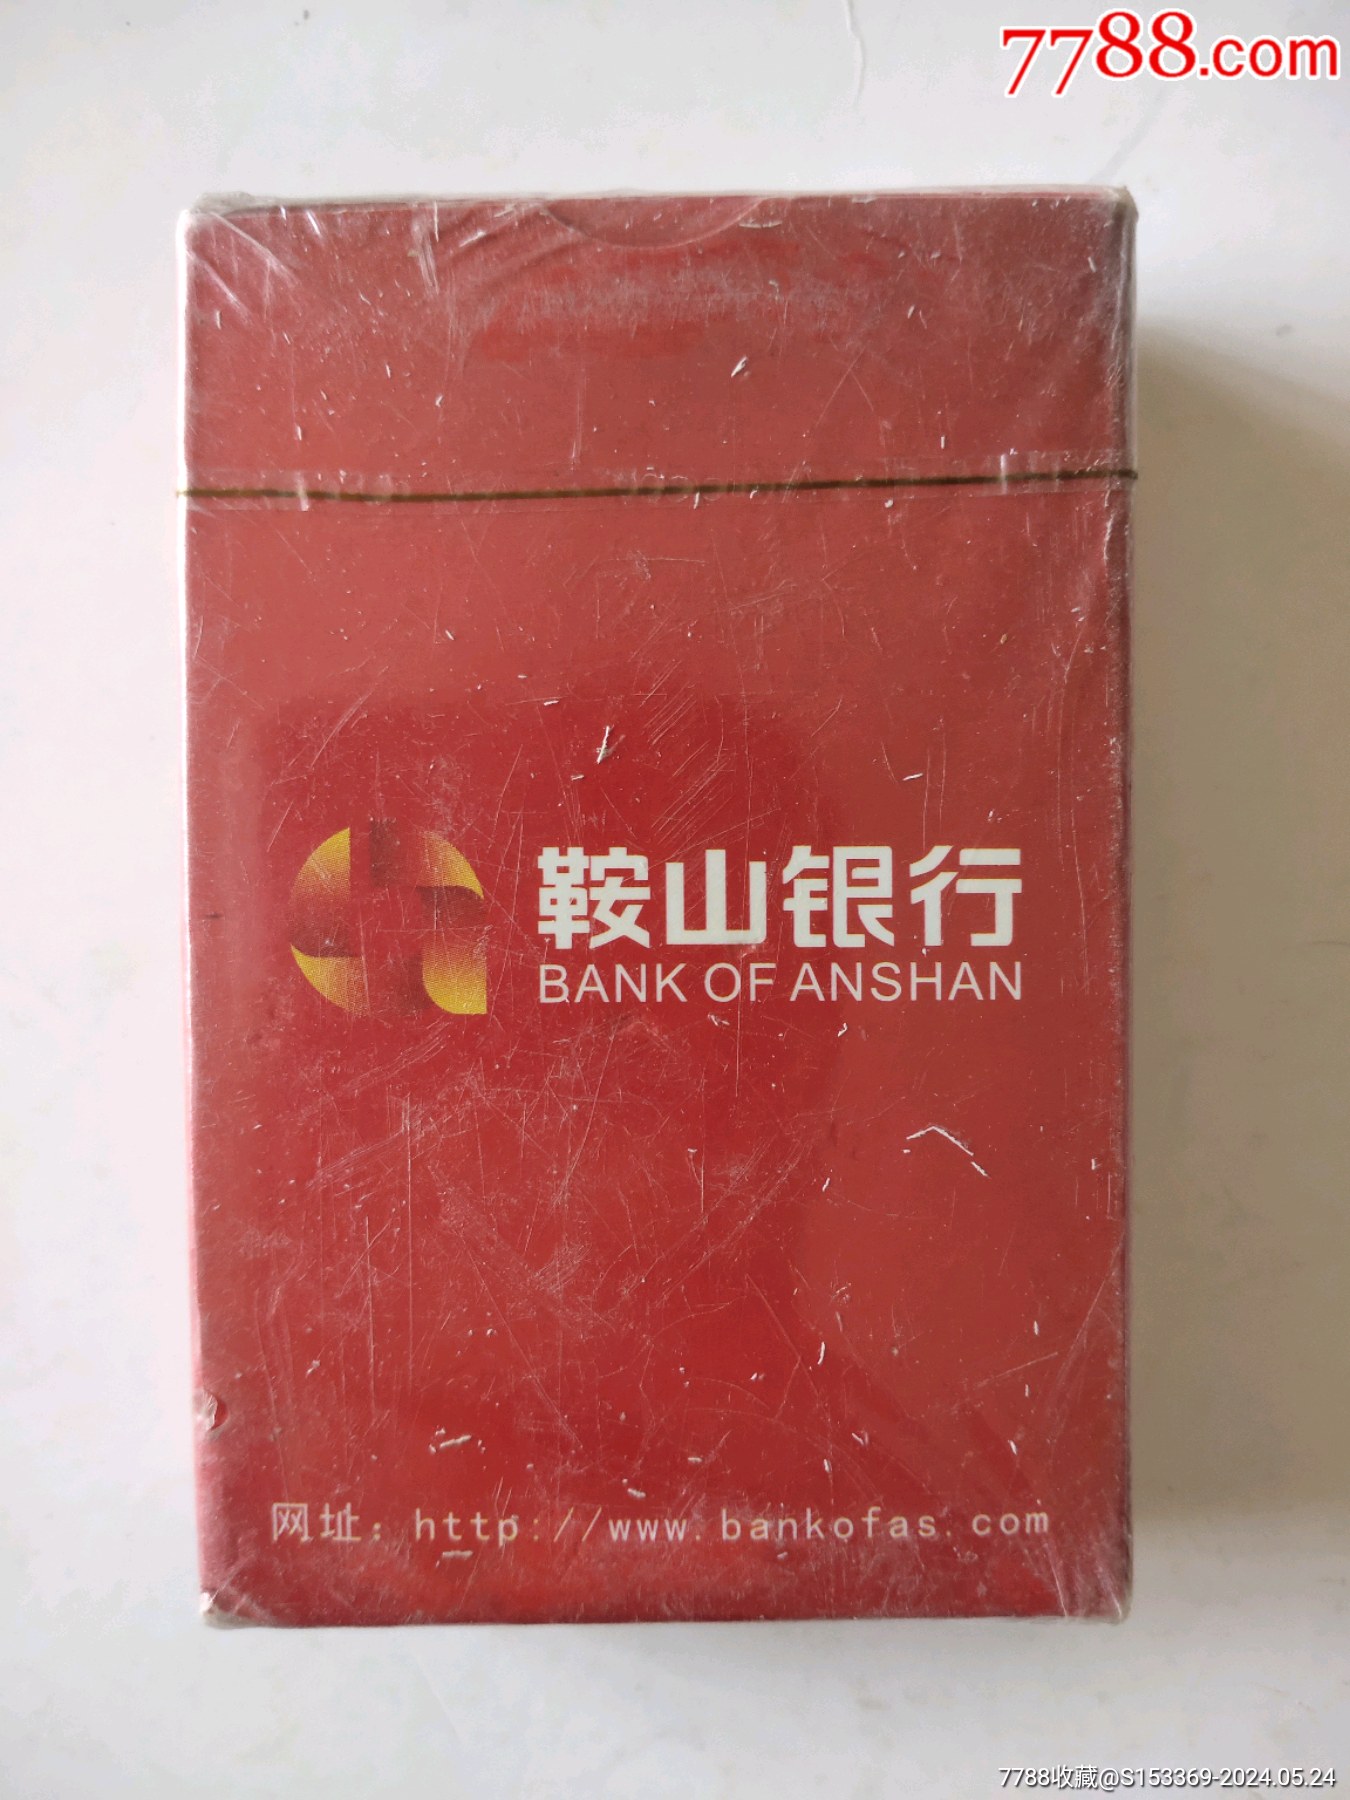 7788.com
鞍山银行
BANK OF ANSHAN
网址：http://www.bankofas.com
7788收藏@S153369-2024.05.24